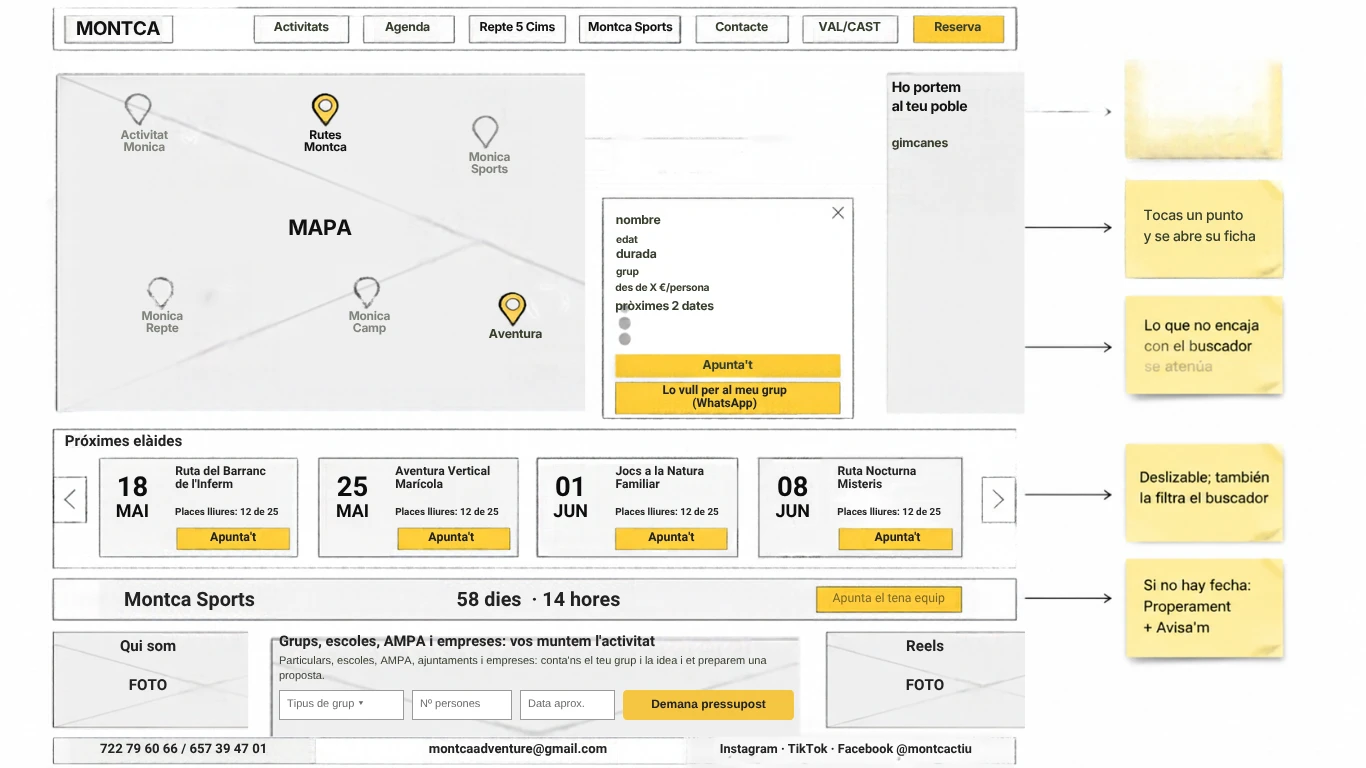 MONTCA
Activitats
Agenda
Repte 5 Cims
Montca Sports
Contacte
VAL/CAST
Reserva
Activitat
Monica
Rutes
Montca
Monica
Sports
MAPA
Monica
Repte
Monica
Camp
Aventura
nombre
edat
durada
grup
des de X €/persona
pròximes 2 dates
Apunta't
Lo vull per al meu grup
(WhatsApp)
Ho portem
al teu poble
gimcanes
Tocas un punto
y se abre su ficha
Lo que no encaja
con el buscador
se atenúa
Próximes elàides
18
MAI
Ruta del Barranc
de l'Inferm
Places lliures: 12 de 25
Apunta't
25
MAI
Aventura Vertical
Marícola
Places lliures: 12 de 25
Apunta't
01
JUN
Jocs a la Natura
Familiar
Places lliures: 12 de 25
Apunta't
08
JUN
Ruta Nocturna
Misteris
Places lliures: 12 de 25
Apunta't
Deslizable; también
la filtra el buscador
Montca Sports
58 dies · 14 hores
Apunta el tena equip
Si no hay fecha:
Properament
+ Avisa'm
Qui som
FOTO
Grups, escoles, AMPA i empreses: vos muntem l'activitat
Particulars, escoles, AMPA, ajuntaments i empreses: conta'ns el teu grup i la idea i et preparem una
proposta.
Tipus de grup
Nº persones
Data aprox.
Demana pressupost
Reels
FOTO
722 79 60 66 / 657 39 47 01
montcaadventure@gmail.com
Instagram · TikTok · Facebook @montcactiu